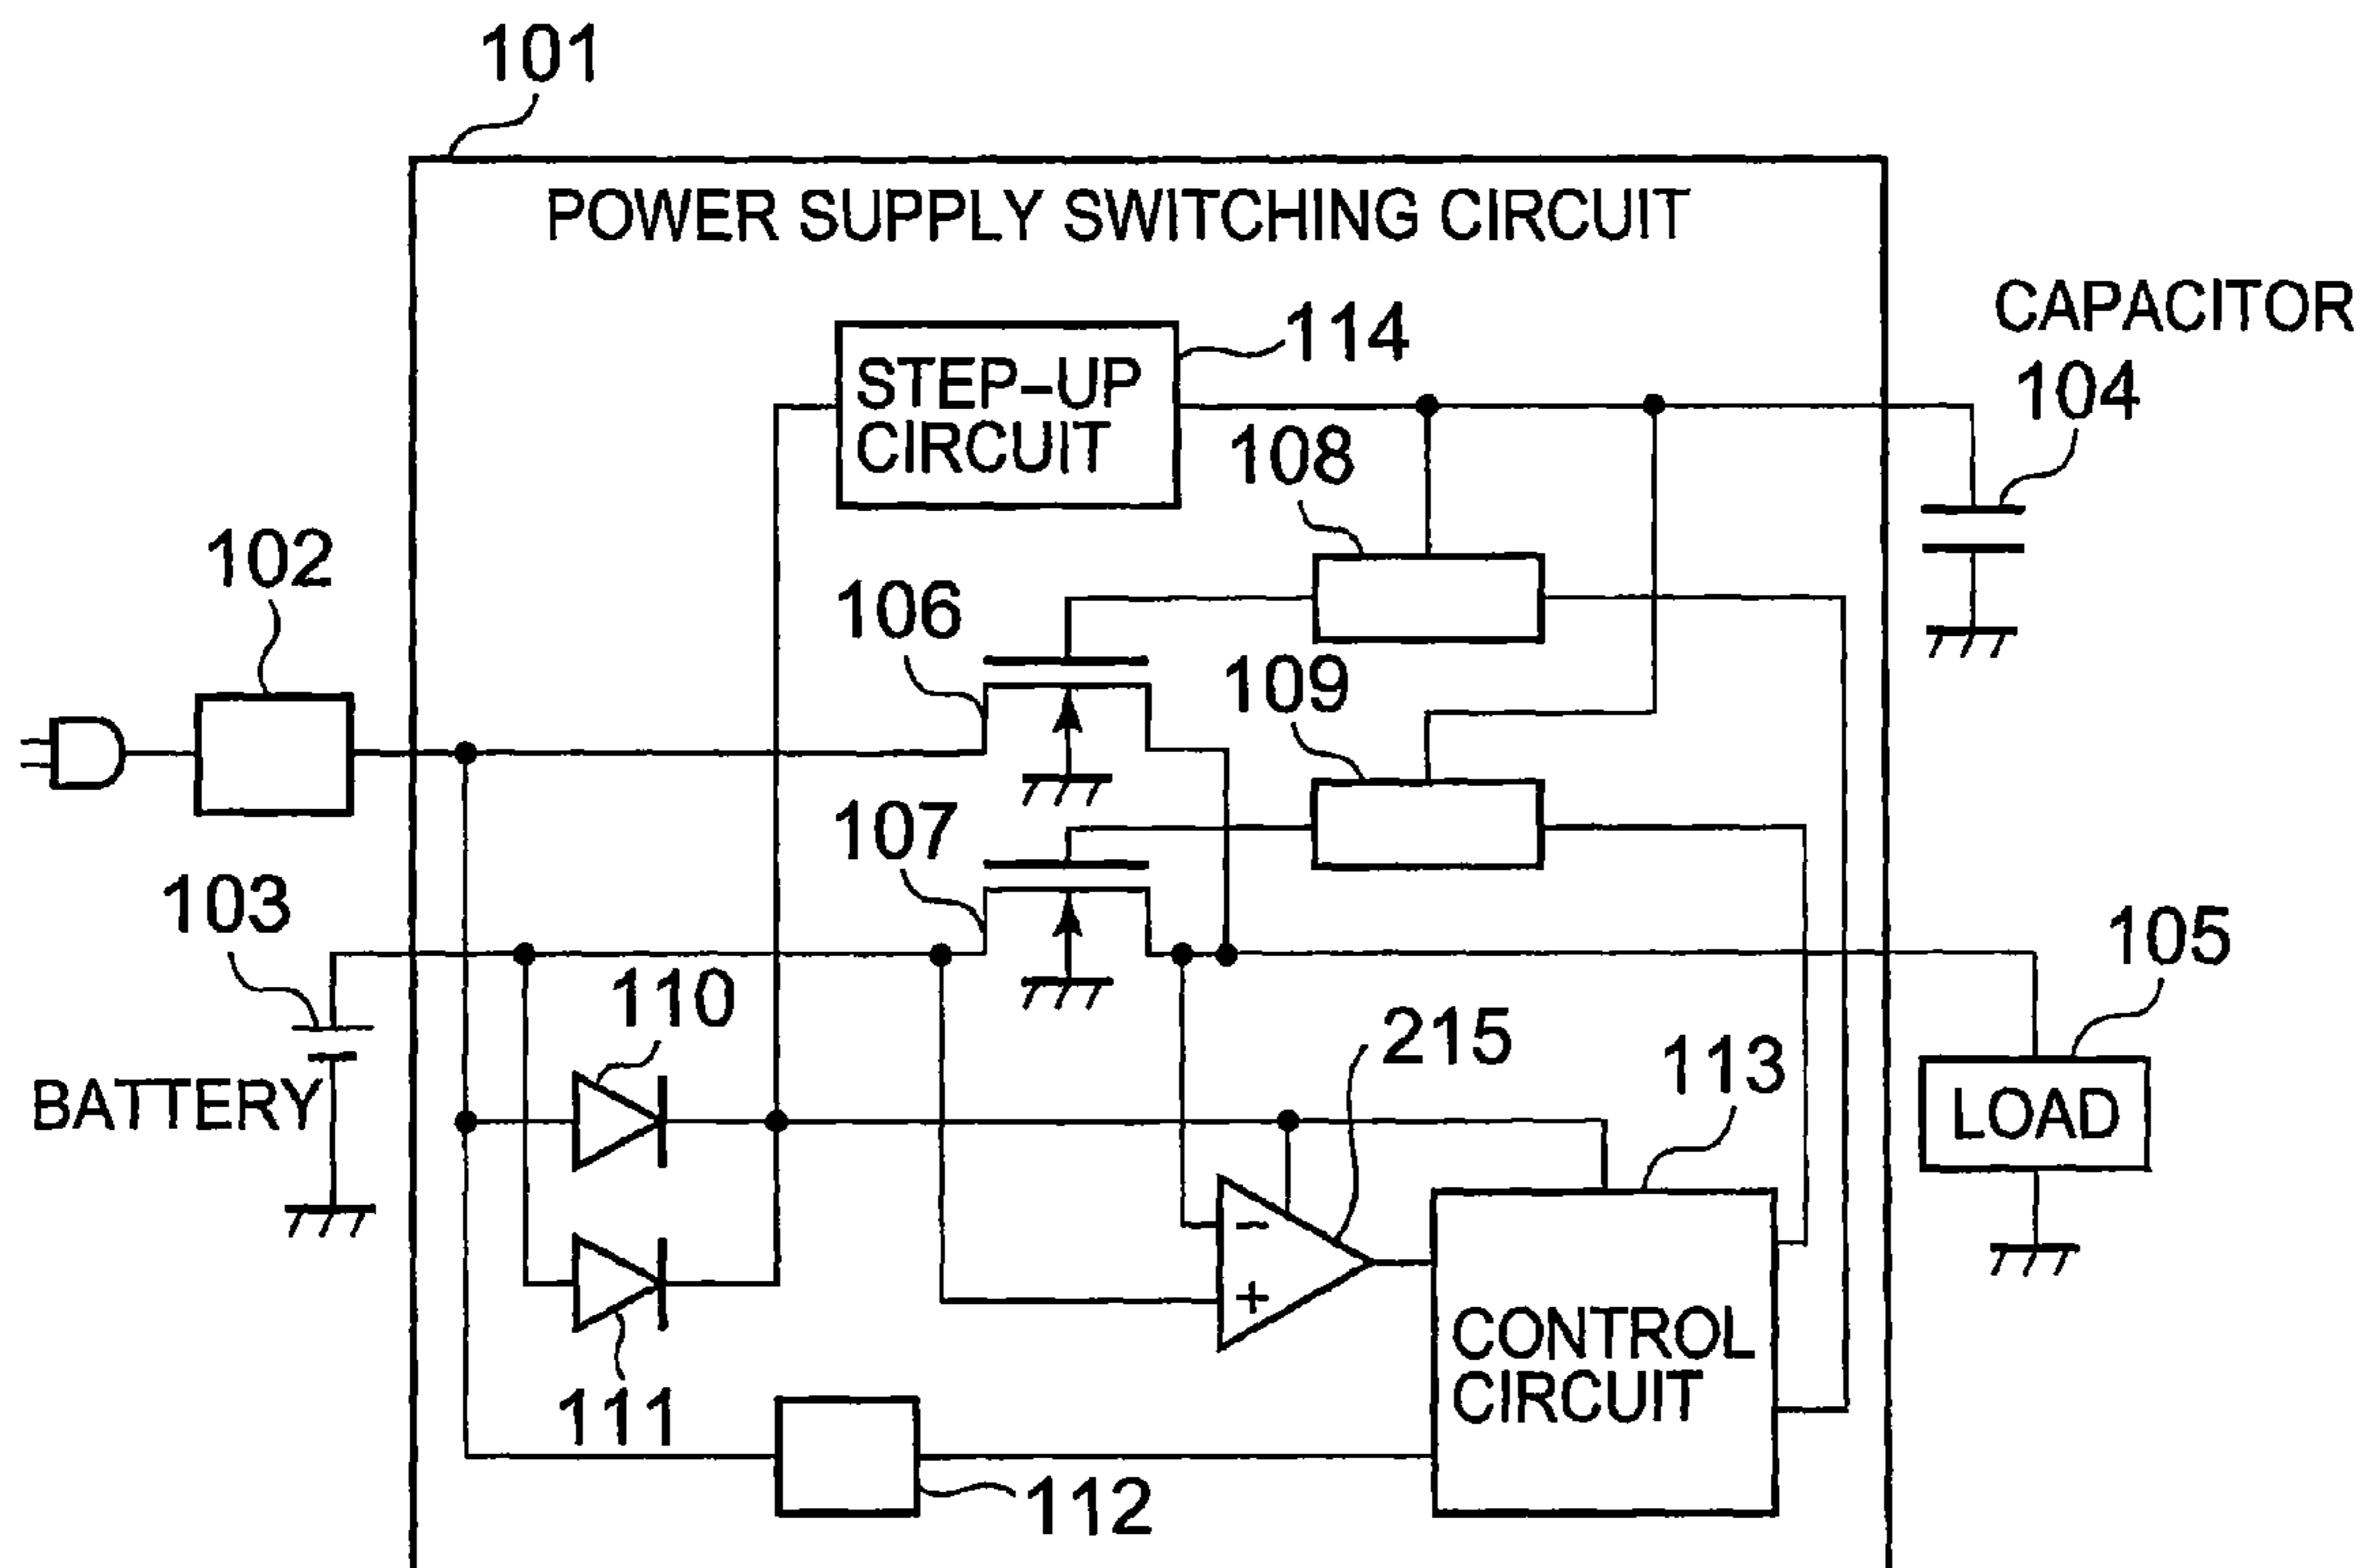 101
POWER SUPPLY SWITCHING CIRCUIT
CAPACITOR
104
114
STEP-UP
CIRCUIT
108
102
106
109
107
103
105
110
215
113
BATTERY
LOAD
-
+
CONTROL
CIRCUIT
111
112